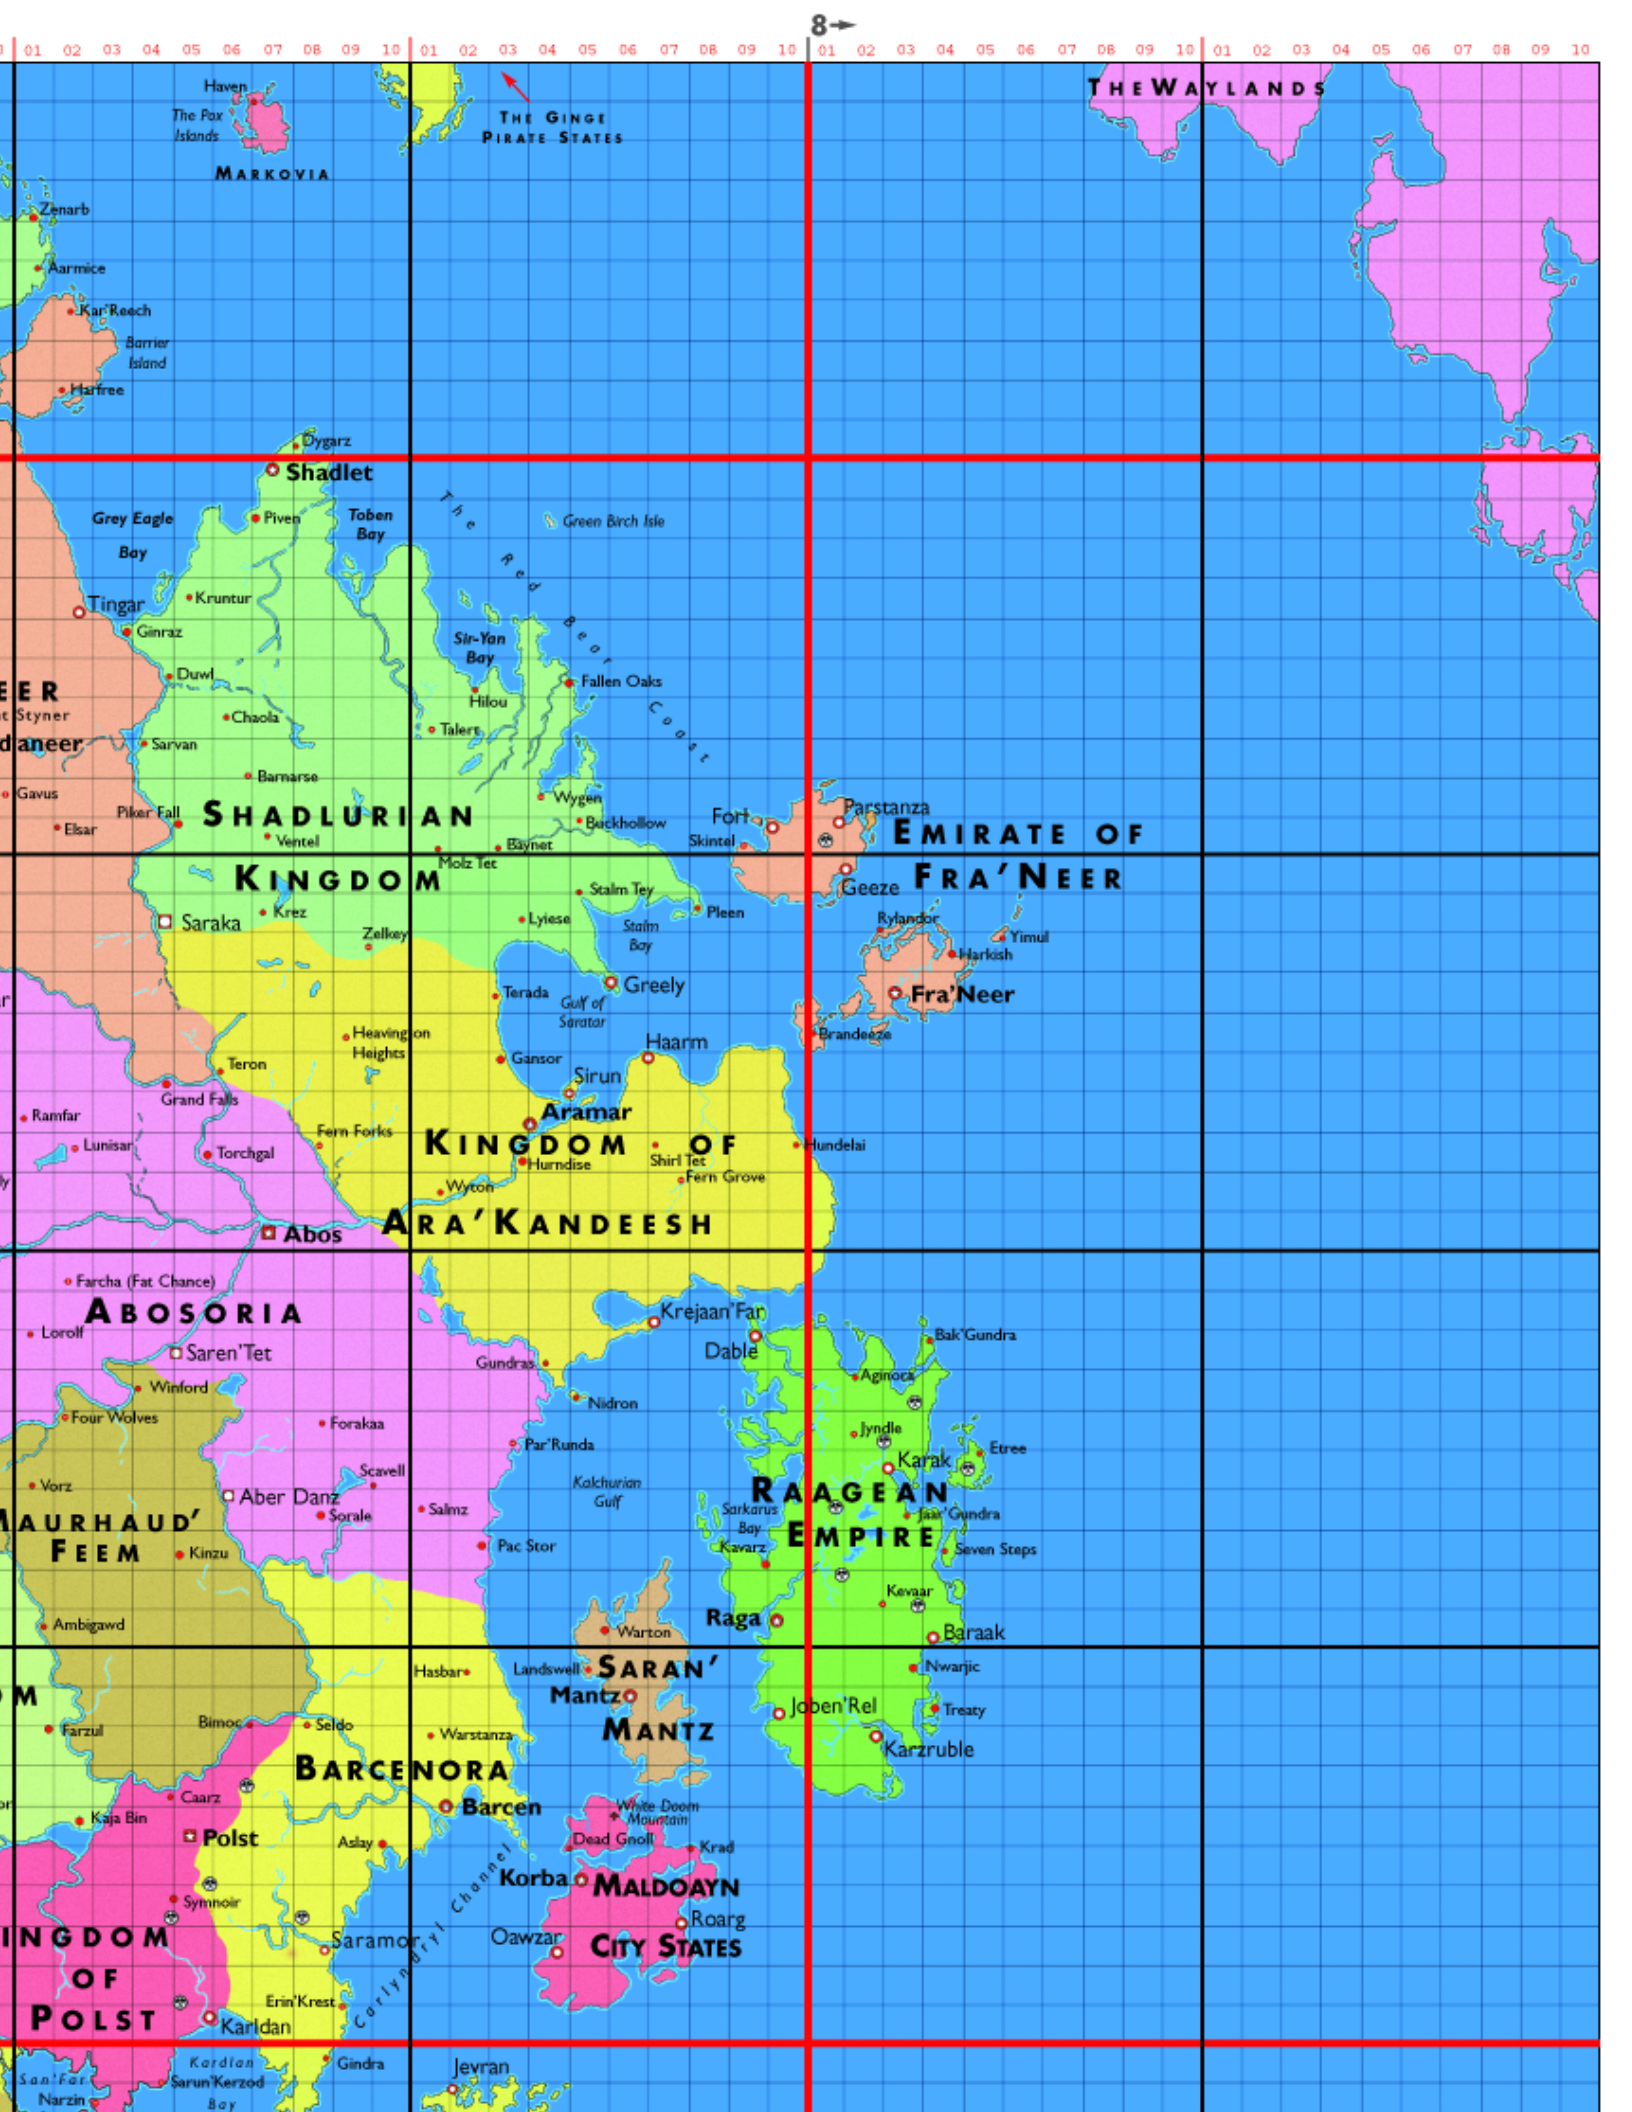 8→
01 02 03 04 05 06 07 08 09 10 01 02 03 04 05 06 07 08 09 10 01 02 03 04 05 06 07 08 09 10 01 02 03 04 05 06 07 08 09 10
Haven
The Pox
Islands
MARKOVIA
THE GINGE
PIRATE STATES
THE WAYLANDS
Zenarb
Aarmice
Kar'Reech
Barrier
Island
Harfree
Dygarz
Shadlet
Grey Eagle
Bay
Piven
Toben
Bay
The Red Bear Coast
Green Birch Isle
Tingar
Kruntur
Ginraz
Sir-Yan
Bay
Duwl
Fallen Oaks
Hilou
EER
t Styner
daneer
Chaola
Talert
Sarvan
Barnarse
Gavus
Elsar
Piker Fall
SHADLURIAN
KINGDOM
Ventel
Wygen
Buckhollow
Baynet
Molz Tet
Fort
Skintel
Parstanza
EMIRATE OF
FRA'NEER
Geeze
Stalm Tey
Pleen
Stalm
Bay
Lyiese
Krez
Saraka
Zelkey
Rylandor
Yimul
Harkish
Greely
Fra'Neer
Terada
Gulf of
Saratar
Brandeeze
Heavington
Heights
Haarm
Gansor
Teron
Sirun
Grand Falls
Aramar
Ramfar
Lunisar
Fern Forks
KINGDOM OF
ARA'KANDEESH
Hundelai
Torchgal
Hurndise
Shirl Tet
Fern Grove
Wyton
Abos
Farcha (Fat Chance)
ABOSORIA
Lorolf
Saren'Tet
Krejaan'Far
Dable
Bak'Gundra
Gundras
Aginoca
Winford
Nidron
Four Wolves
Forakaa
Par'Runda
Jyndle
Etree
Karak
Scavell
Kalchurian
Gulf
Vorz
Aber Danz
Sorale
Salmz
RAAGEAN
EMPIRE
Sarkarus
Bay
Jaar'Gundra
MAURHAUD'
FEEM
Kinzu
Pac Stor
Kavarz
Seven Steps
Kevaar
Ambigawd
Raga
Warton
Baraak
Hasbar
Landswell
SARAN'
MANTZ
Mantz
Nwarjic
OM
Farzul
Bimoc
Seldo
Warstanza
Joben'Rel
Treaty
Karzruble
BARCENORA
Caarz
Kaja Bin
Polst
Barcen
White Doom
Mountain
Aslay
Dead Gnoll
Krad
Korba
MALDOAYN
CITY STATES
Symnoir
Roarg
Oawzar
INGDOM
OF
POLST
Saramor
Carlyndryl Channel
Erin'Krest
Karldan
Kardian
Bay
Gindra
San'Far
Sarun'Kerzod
Narzin
Jevran